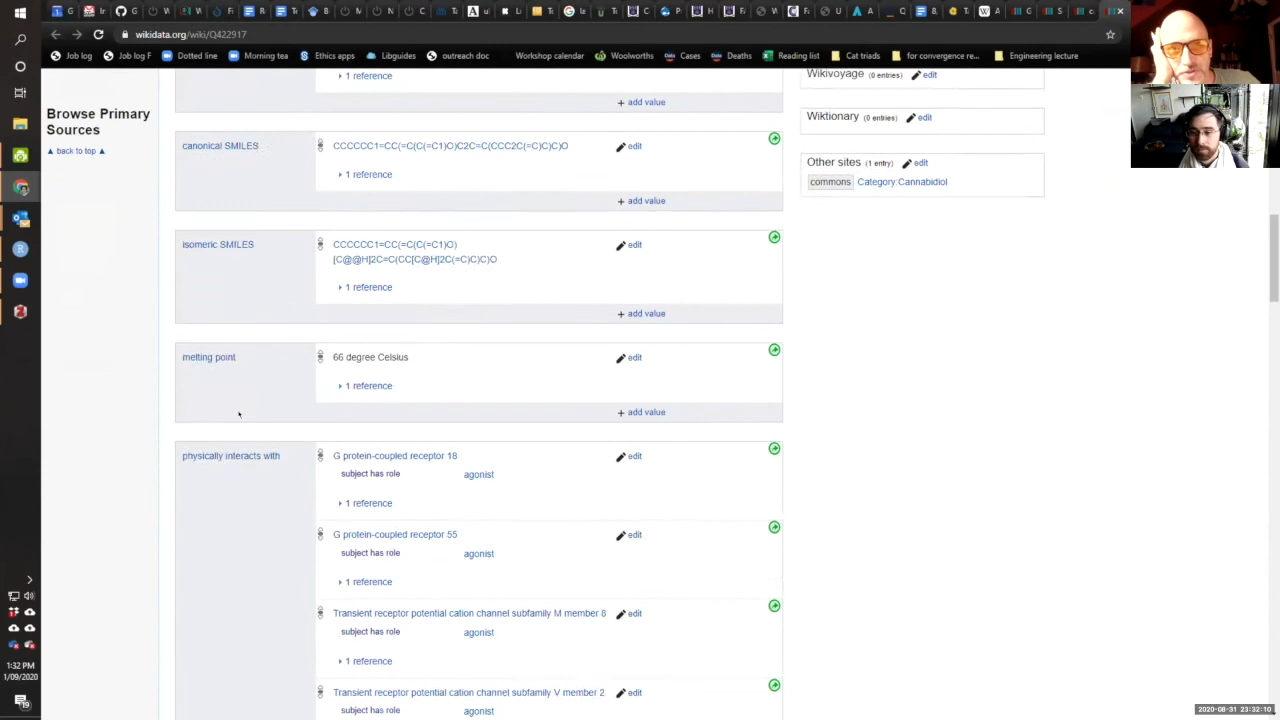 wikidata.org/wiki/Q422917
Job log
Job log F
Dotmil
Morning tea
Ethics apps
Libguides
outreach doc
Workshop calendar
Woolworths
Cases
Deaths
Reading list
Cat triads
for convergence re...
Engineering lecture
Browse Primary
Sources
▲ back to top ▲
1 reference
+ add value
canonical SMILES
CCCCCC1=CC(=C(C(=C1)O)C2C=C(CCC2C(=C)C)C)O
edit
1 reference
+ add value
isomeric SMILES
CCCCCC1=CC(=C(C(=C1)O)
[C@@H]2C=C(CC[C@H]2C(=C)C)C)O
edit
1 reference
+ add value
melting point
66 degree Celsius
edit
1 reference
+ add value
physically interacts with
G protein-coupled receptor 18
edit
subject has role
agonist
1 reference
G protein-coupled receptor 55
edit
subject has role
agonist
1 reference
Transient receptor potential cation channel subfamily M member 8
edit
subject has role
agonist
1 reference
Transient receptor potential cation channel subfamily V member 2
edit
subject has role
agonist
Wikivoyage (0 entries) edit
Wiktionary (0 entries) edit
Other sites (1 entry) edit
commons Category:Cannabidiol
1:32 PM
1/09/2020
19
2020-08-31 23:32:10